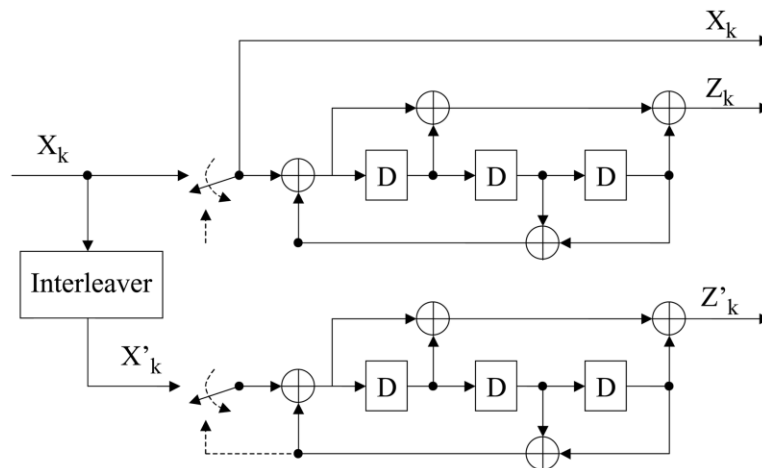 X_k
Z_k
X_k
D D D
Interleaver
Z'_k
X'_k
D D D